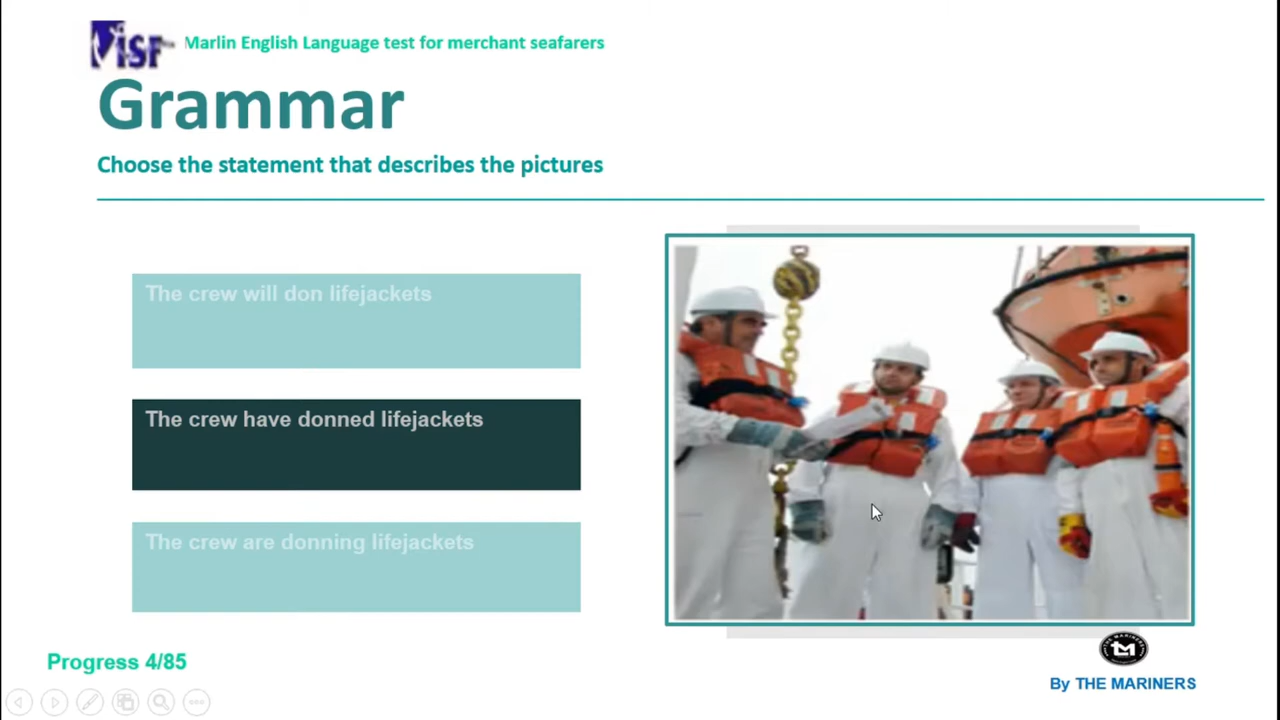 iSF
Marlin English Language test for merchant seafarers
Grammar
Choose the statement that describes the pictures
The crew will don lifejackets
The crew have donned lifejackets
The crew are donning lifejackets
Progress 4/85
By THE MARINERS